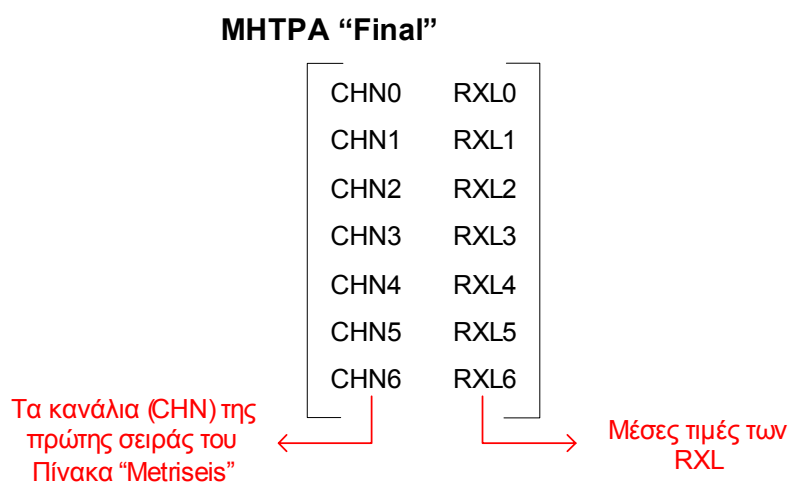 ΜΗΤΡΑ “Final”
CHN0 RXL0
CHN1 RXL1
CHN2 RXL2
CHN3 RXL3
CHN4 RXL4
CHN5 RXL5
CHN6 RXL6
Τα κανάλια (CHN) της
πρώτης σειράς του
Πίνακα “Metriseis”
Μέσες τιμές των
RXL